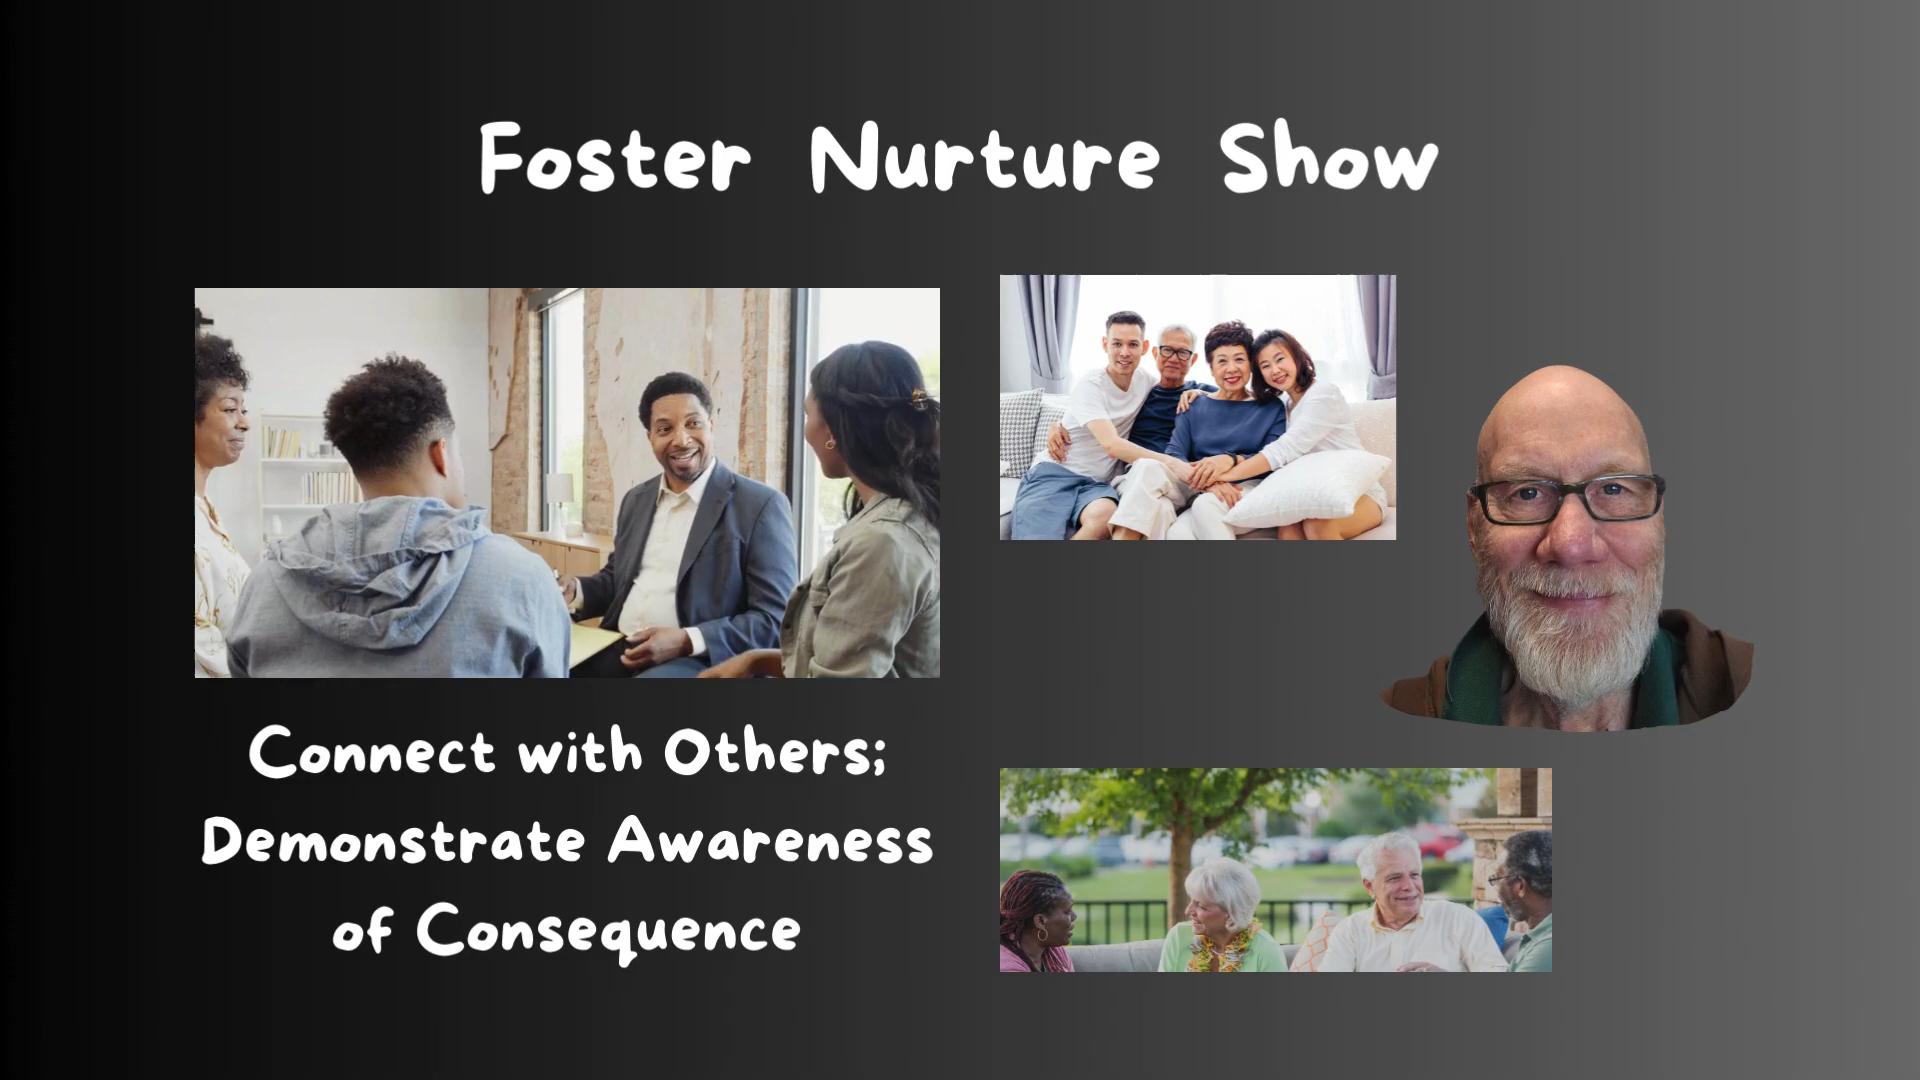 Foster Nurture Show
Connect with Others;
Demonstrate Awareness
of Consequence